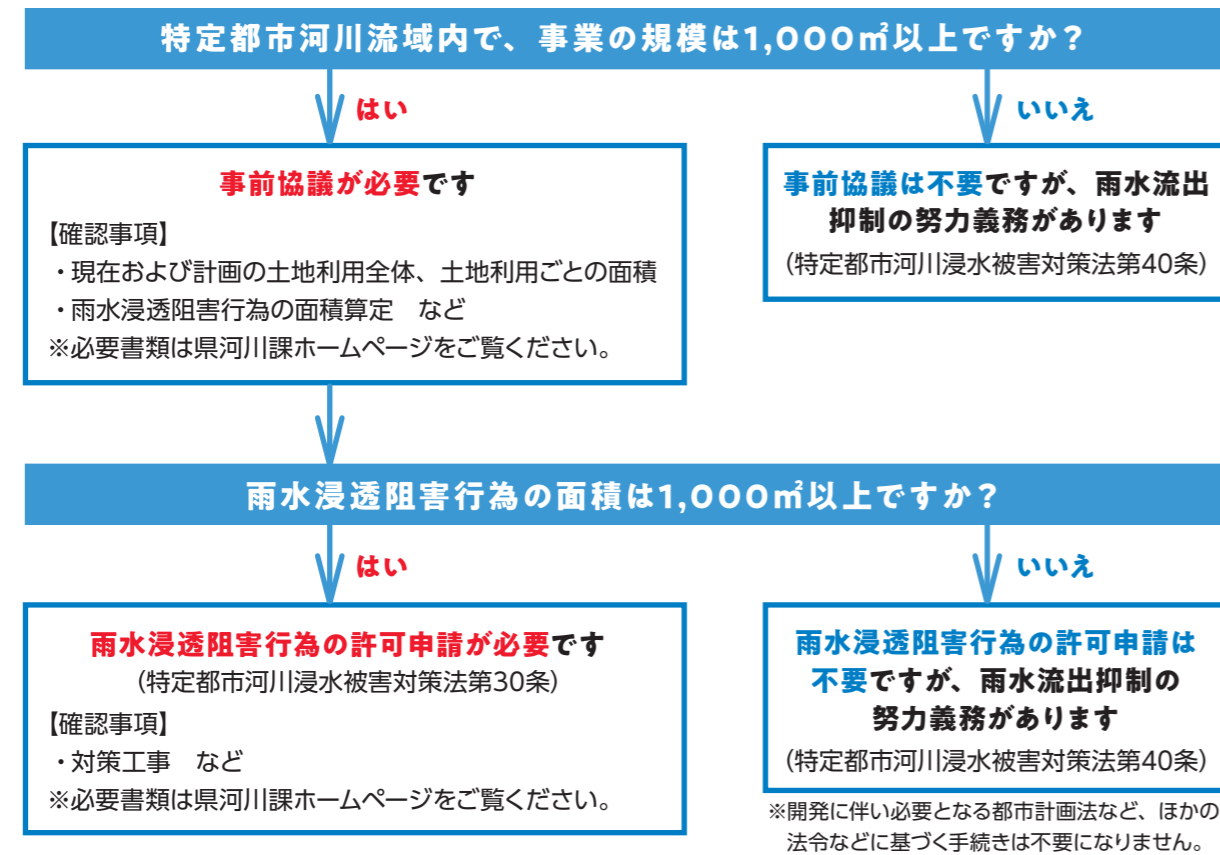 特定都市河川流域内で、事業の規模は1,000㎡以上ですか？
はい
いいえ
事前協議が必要です
【確認事項】
・現在および計画の土地利用全体、土地利用ごとの面積
・雨水浸透阻害行為の面積算定　など
※必要書類は県河川課ホームページをご覧ください。
事前協議は不要ですが、雨水流出
抑制の努力義務があります
（特定都市河川浸水被害対策法第40条）
雨水浸透阻害行為の面積は1,000㎡以上ですか？
はい
いいえ
雨水浸透阻害行為の許可申請が必要です
（特定都市河川浸水被害対策法第30条）
【確認事項】
・対策工事　など
※必要書類は県河川課ホームページをご覧ください。
雨水浸透阻害行為の許可申請は
不要ですが、雨水流出抑制の
努力義務があります
（特定都市河川浸水被害対策法第40条）
※開発に伴い必要となる都市計画法など、ほかの
法令などに基づく手続きは不要になりません。